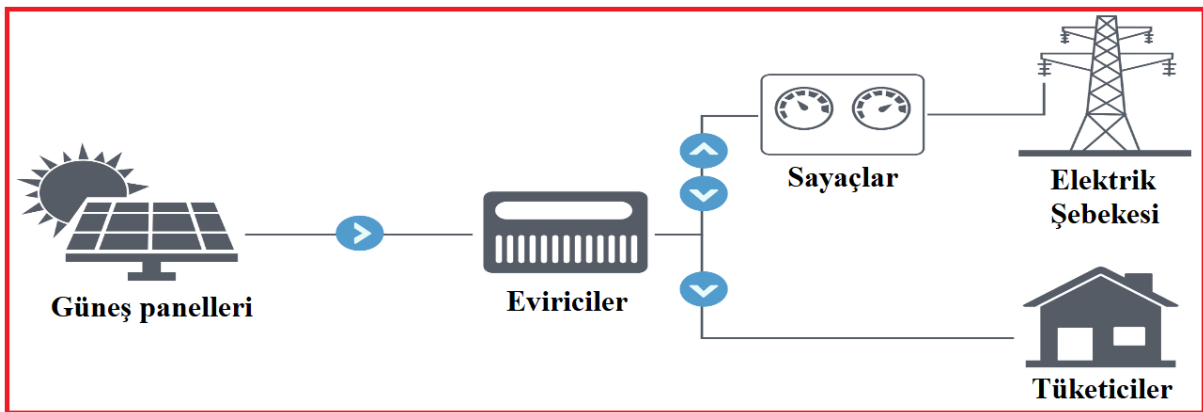 Güneş panelleri
Eviriciler
Sayaçlar
Elektrik
Şebekesi
Tüketiciler